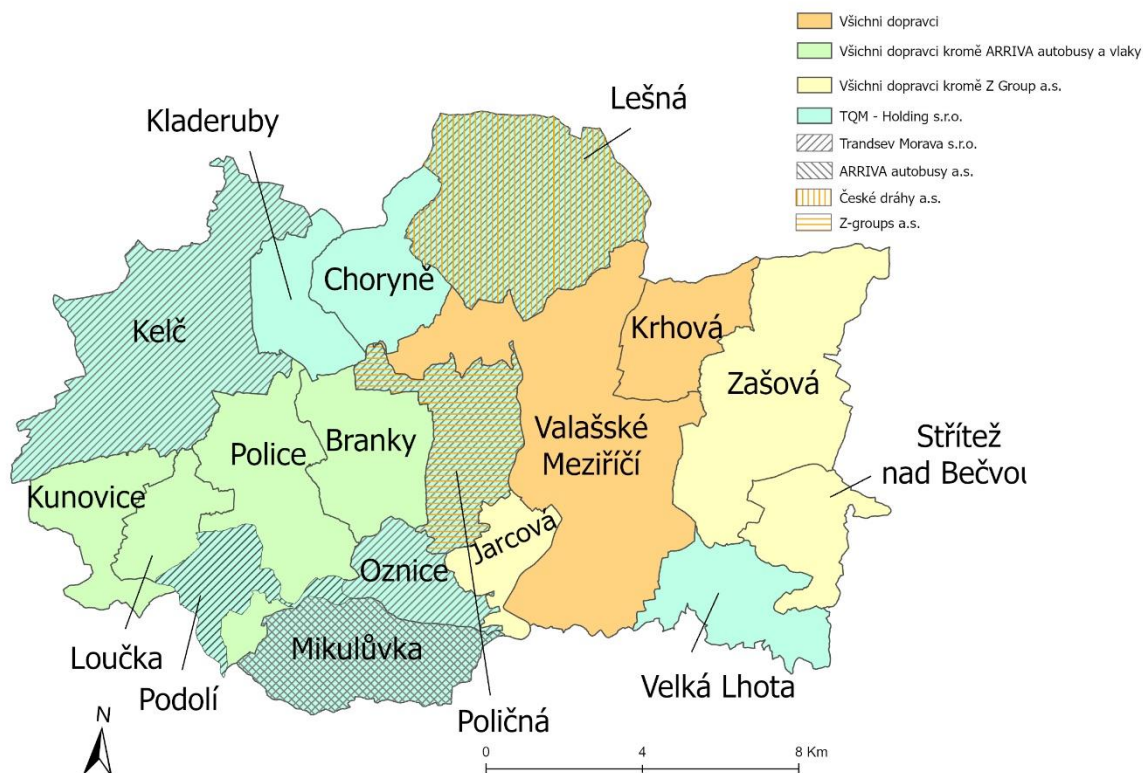 Všichni dopravci
Všichni dopravci kromě ARRIVA autobusy a vlaky
Všichni dopravci kromě Z Group a.s.
TQM - Holding s.r.o.
Trandsev Morava s.r.o.
ARRIVA autobusy a.s.
České dráhy a.s.
Z-groups a.s.
Lešná
Kladeruby
Choryně
Kelč
Krhová
Zašová
Valašské
Meziříčí
Branky
Police
Střítež
nad Bečvou
Kunovice
Jarcová
Oznice
Mikulůvka
Loučka
Podolí
Poličná
Velká Lhota
N
0 4 8 Km